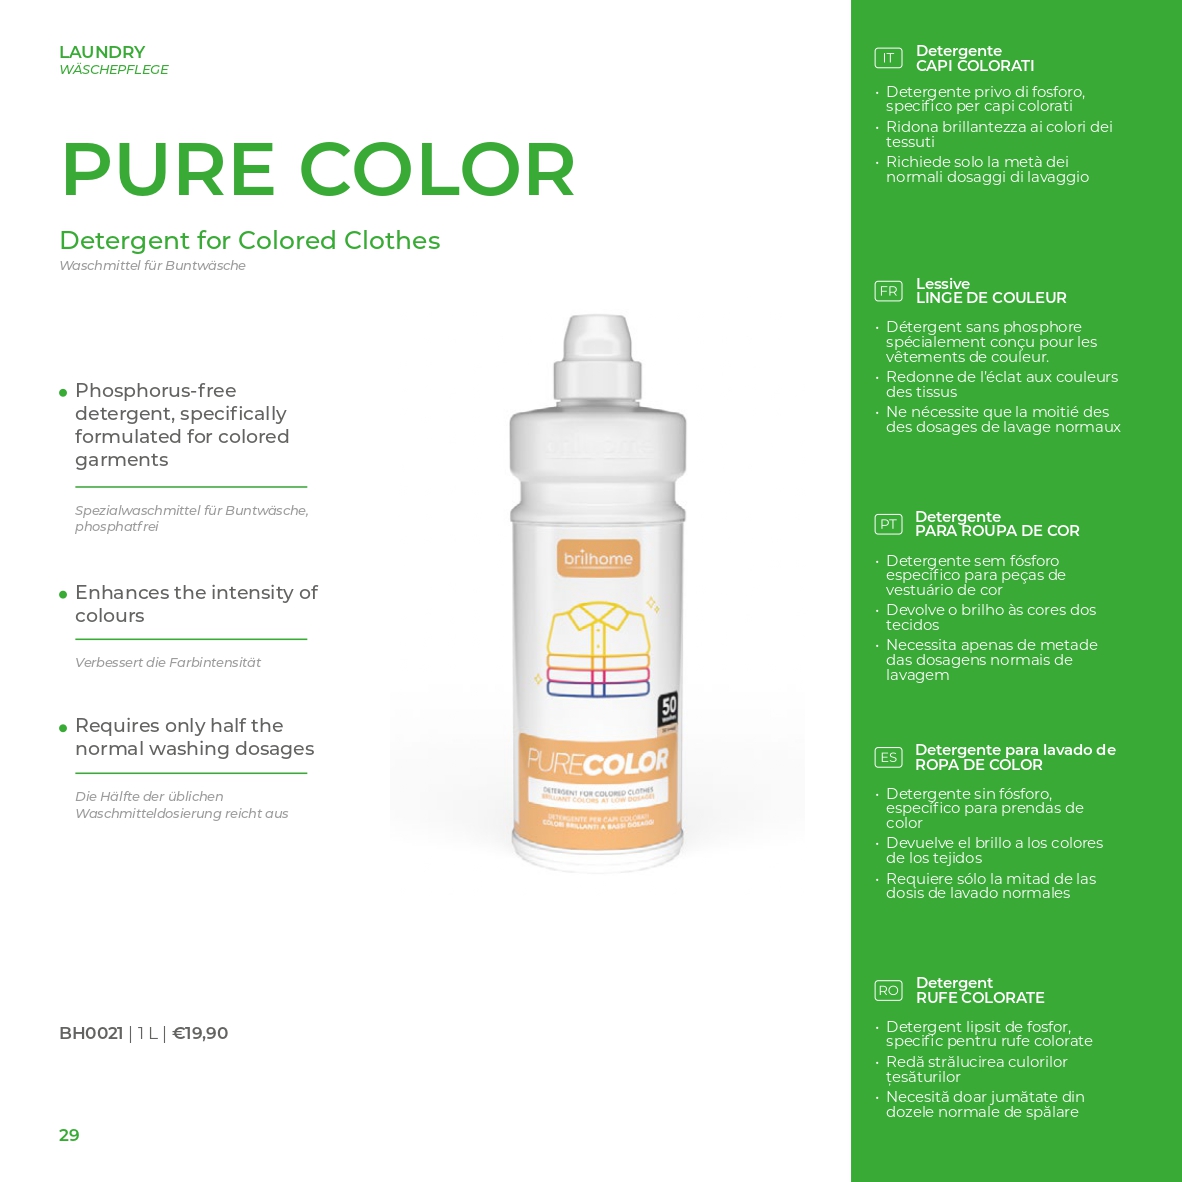 LAUNDRY
WÄSCHEPFLEGE
PURE COLOR
Detergent for Colored Clothes
Waschmittel für Buntwäsche
Phosphorus-free
detergent, specifically
formulated for colored
garments
Spezialwaschmittel für Buntwäsche,
phosphatfrei
Enhances the intensity of
colours
Verbessert die Farbintensität
Requires only half the
normal washing dosages
Die Hälfte der üblichen
Waschmitteldosierung reicht aus
brilhome
50
PURECOLOR
DETERGENT FOR COLORED CLOTHES
BRILLIANT COLORS AT LOW DOSAGES
DETERGENTE PER CAPI COLORATI
COLORI BRILLANTI A BASSI DOSAGGI
BH0021 | 1 L | €19,90
29
IT
Detergente
CAPI COLORATI
• Detergente privo di fosforo,
specifico per capi colorati
• Ridona brillantezza ai colori dei
tessuti
• Richiede solo la metà dei
normali dosaggi di lavaggio
FR
Lessive
LINGE DE COULEUR
• Détergent sans phosphore
spécialement conçu pour les
vêtements de couleur.
• Redonne de l'éclat aux couleurs
des tissus
• Ne nécessite que la moitié des
des dosages de lavage normaux
PT
Detergente
PARA ROUPA DE COR
• Detergente sem fósforo
específico para peças de
vestuário de cor
• Devolve o brilho às cores dos
tecidos
• Necessita apenas de metade
das dosagens normais de
lavagem
ES
Detergente para lavado de
ROPA DE COLOR
• Detergente sin fósforo,
específico para prendas de
color
• Devuelve el brillo a los colores
de los tejidos
• Requiere sólo la mitad de las
dosis de lavado normales
RO
Detergent
RUFE COLORATE
• Detergent lipsit de fosfor,
specific pentru rufe colorate
• Redă strălucirea culorilor
țesăturilor
• Necesită doar jumătate din
dozele normale de spălare